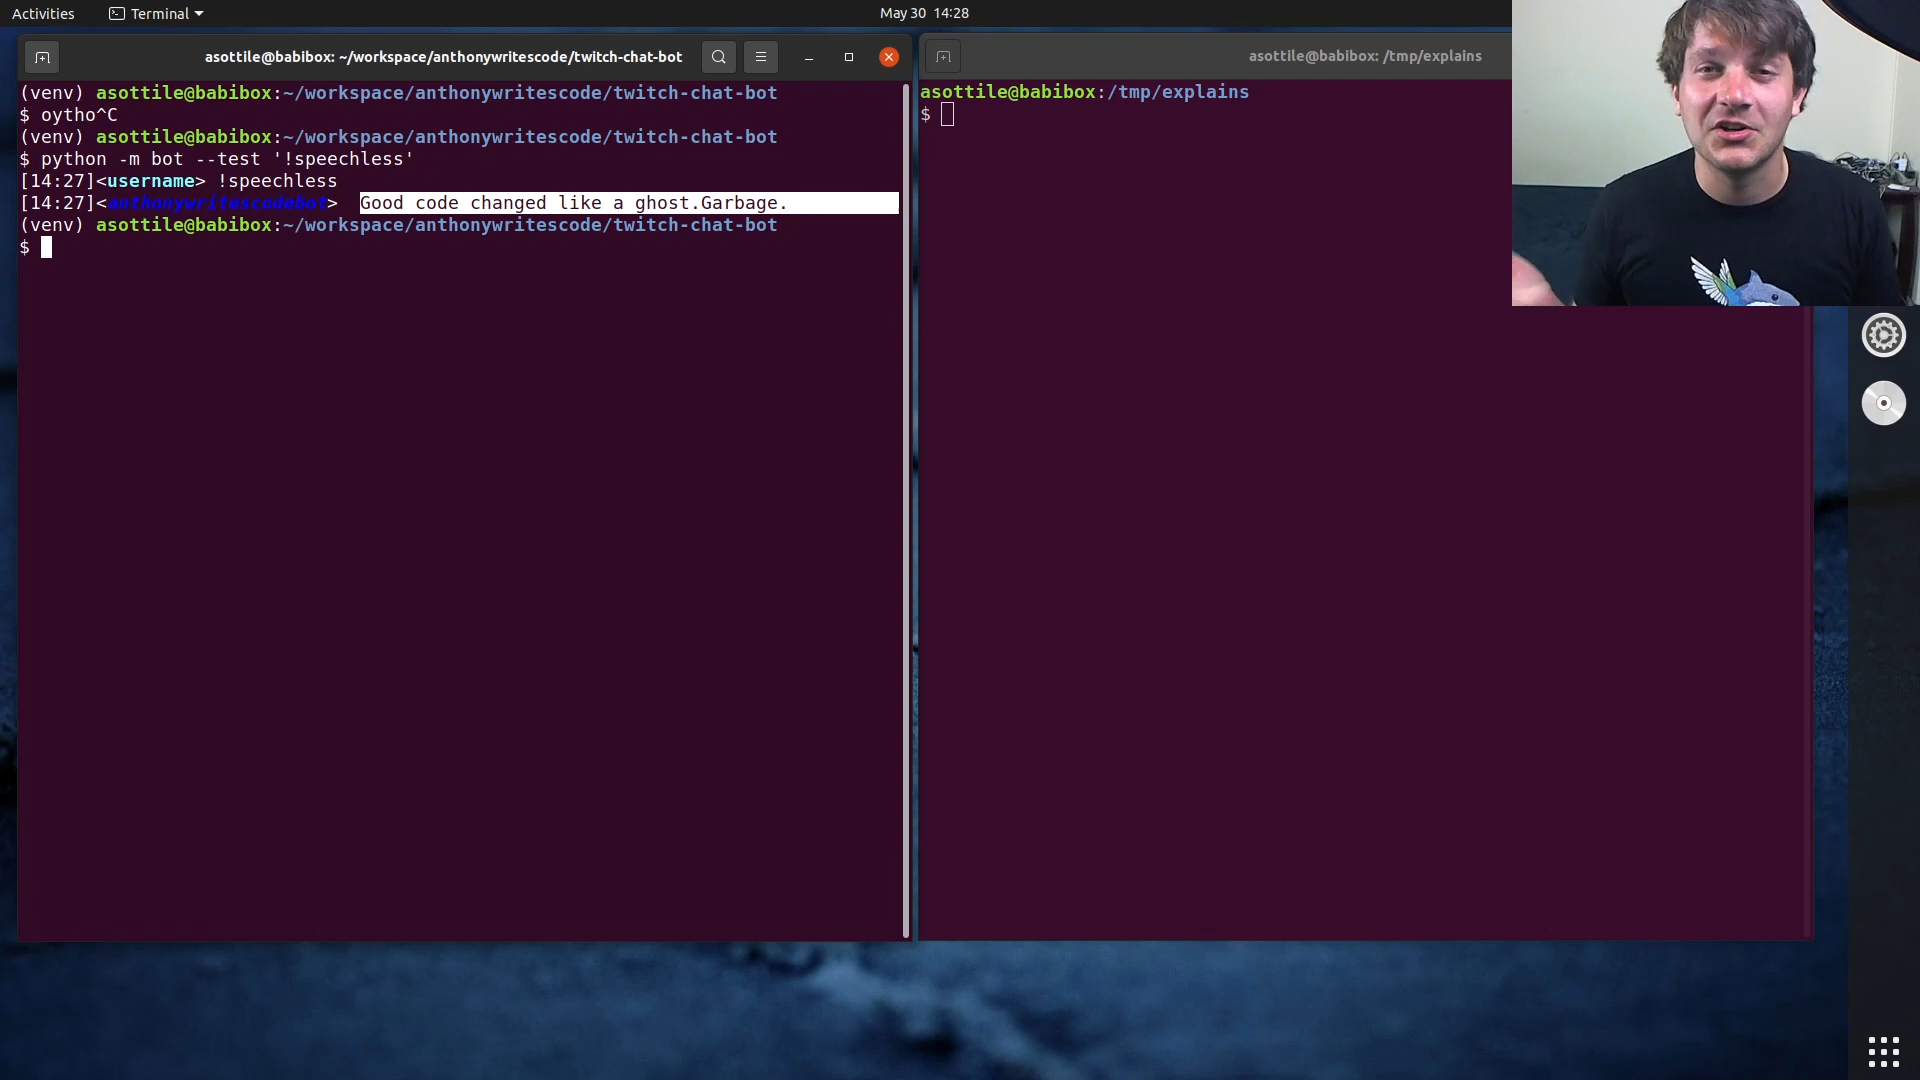 Activities Terminal May 30 14:28
asottile@babibox: ~/workspace/anthonywritescode/twitch-chat-bot
(venv) asottile@babibox:~/workspace/anthonywritescode/twitch-chat-bot
$ oytho^C
(venv) asottile@babibox:~/workspace/anthonywritescode/twitch-chat-bot
$ python -m bot --test '!speechless'
[14:27]<username> !speechless
[14:27]<anthonywritescodebot> Good code changed like a ghost.Garbage.
(venv) asottile@babibox:~/workspace/anthonywritescode/twitch-chat-bot
$
asottile@babibox: /tmp/explains
asottile@babibox:/tmp/explains
$